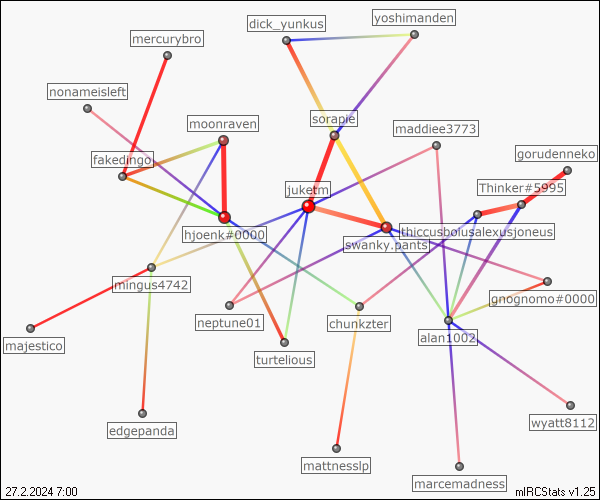 yoshimanden
dick_yunkus
mercurybro
nonameisleft
sorapie
moonraven
maddiee3773
gorudenneko
fakedingo
juketm
Thinker#5995
hjoenk#0000
swanky.pants
thiccusbolusalexusjoneus
mingus4742
gnognomo#0000
neptune01
chunkzter
alan1002
majestico
turtelious
wyatt8112
edgepanda
mattnesslp
marcemadness
27.2.2024 7:00
mIRCStats v1.25